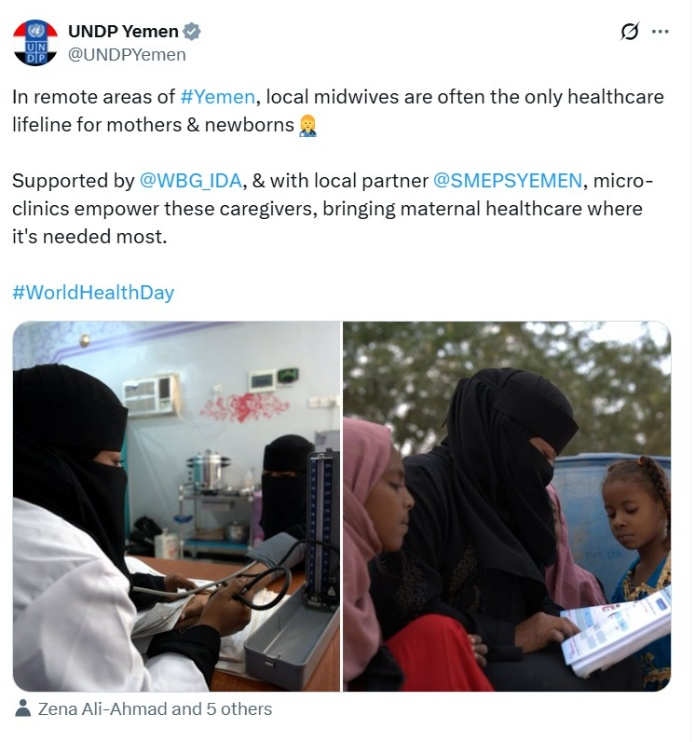 UNDP Yemen
@UNDPYemen
In remote areas of #Yemen, local midwives are often the only healthcare
lifeline for mothers & newborns 👩‍⚕️
Supported by @WBG_IDA, & with local partner @SMEPSYEMEN, micro-
clinics empower these caregivers, bringing maternal healthcare where
it's needed most.
#WorldHealthDay
Zena Ali-Ahmad and 5 others